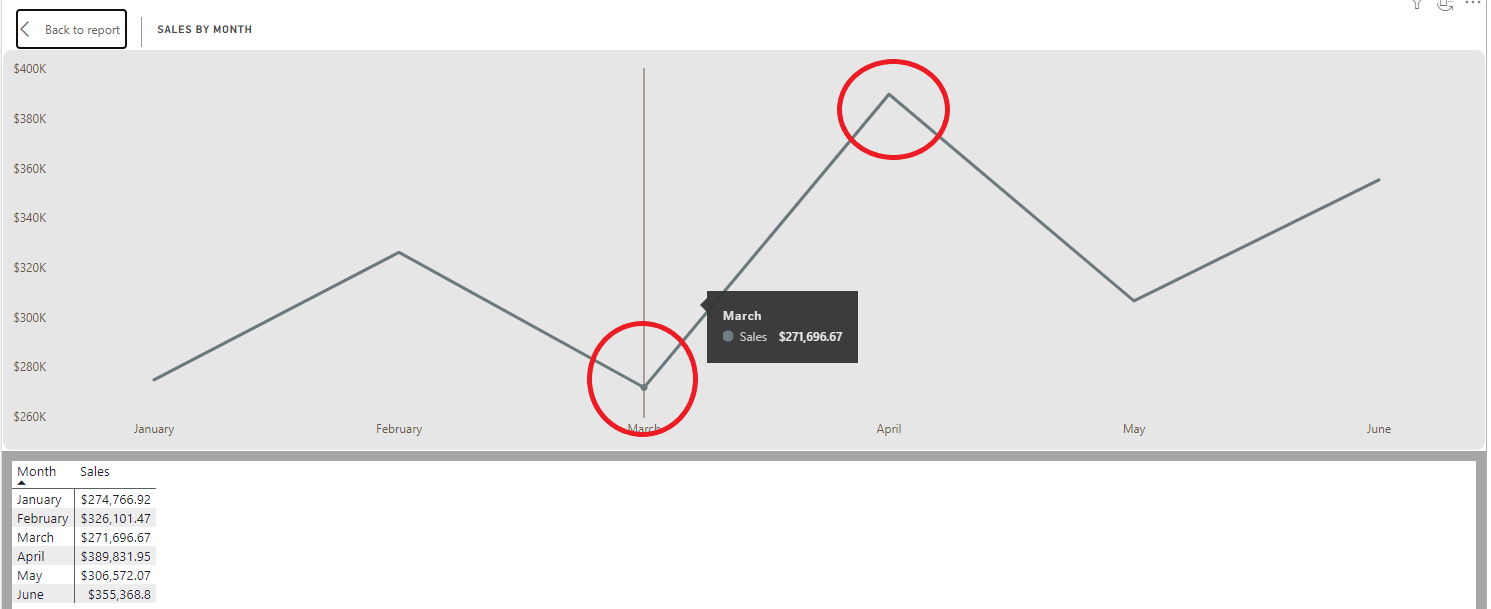 Back to report
SALES BY MONTH
$400K
$380K
$360K
$340K
$320K
$300K
$280K
$260K
March
Sales $271,696.67
January February March April May June
Month Sales
January $274,766.92
February $326,101.47
March $271,696.67
April $389,831.95
May $306,572.07
June $355,368.8